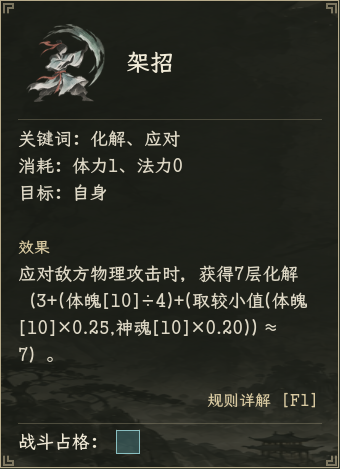 架招
关键词：化解、应对
消耗：体力1、法力0
目标：自身
效果
应对敌方物理攻击时，获得7层化解
（3+(体魄[10]÷4)+(取较小值(体魄
[10]×0.25,神魂[10]×0.20)) ≈
7）。
规则详解 [F1]
战斗占格：